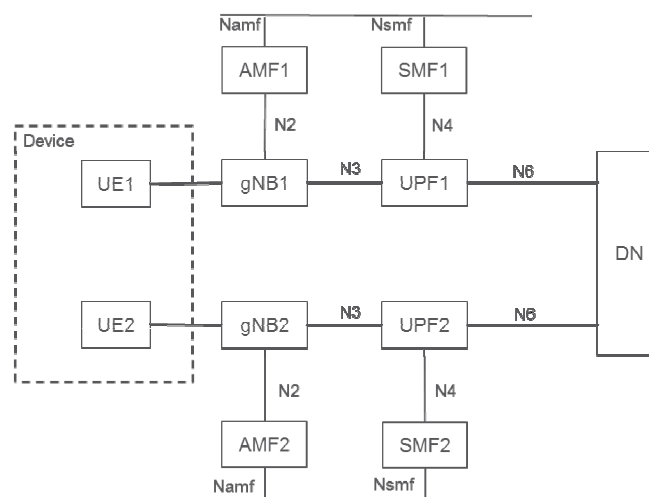 Namf Nsmf
AMF1 SMF1
N2 N4
Device
UE1 gNB1 N3 UPF1 N6
DN
UE2 gNB2 N3 UPF2 N6
N2 N4
AMF2 SMF2
Namf Nsmf